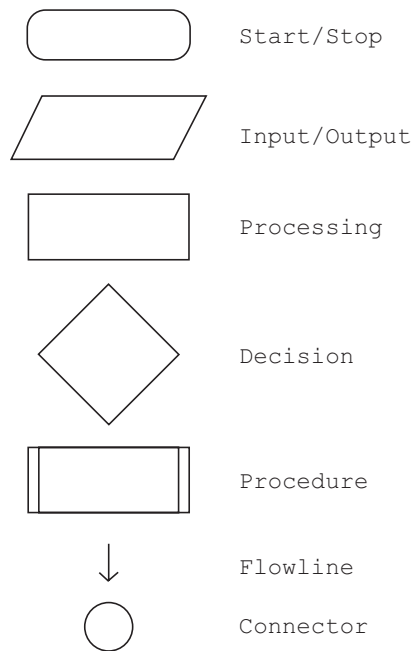 Start/Stop
Input/Output
Processing
Decision
Procedure
Flowline
Connector